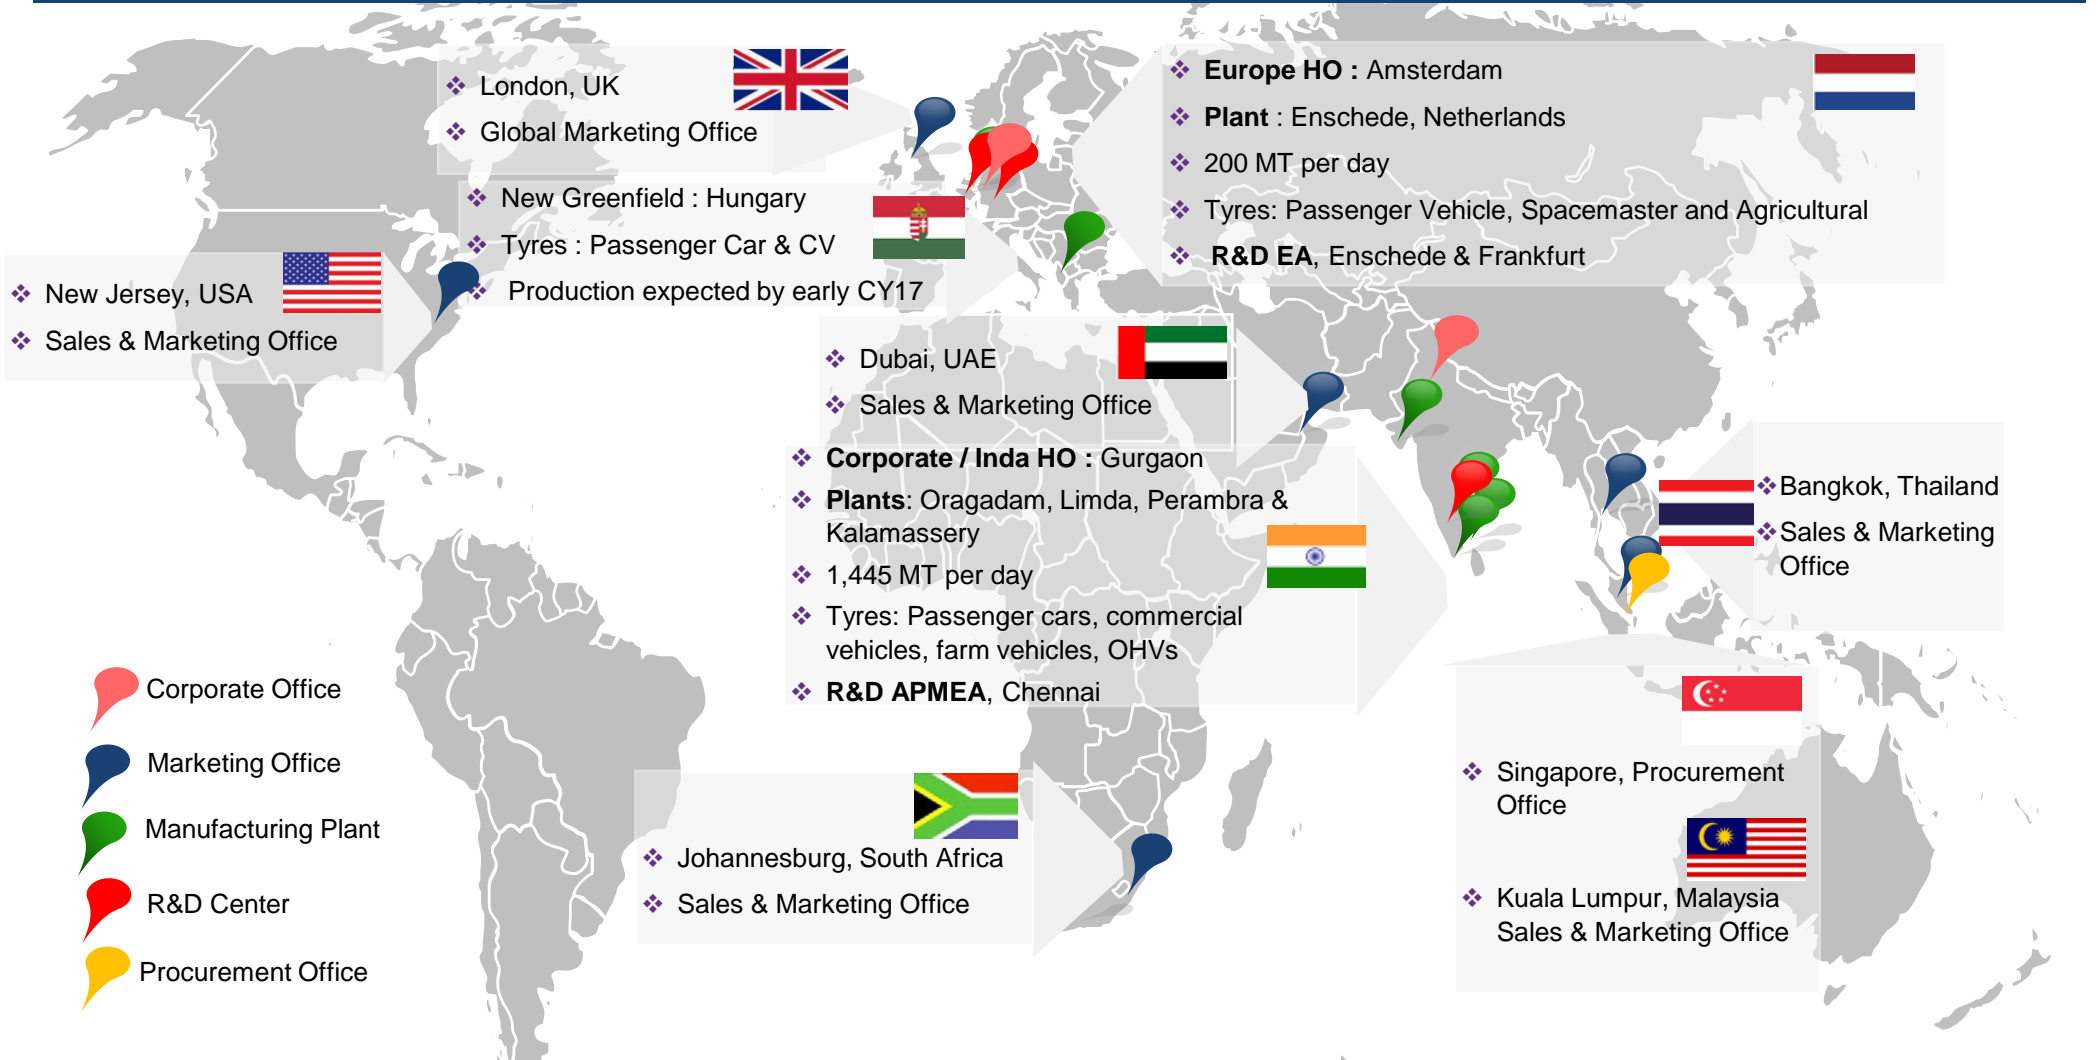 London, UK
Global Marketing Office
New Greenfield : Hungary
Tyres : Passenger Car & CV
Production expected by early CY17
Europe HO : Amsterdam
Plant : Enschede, Netherlands
200 MT per day
Tyres: Passenger Vehicle, Spacemaster and Agricultural
R&D EA, Enschede & Frankfurt
New Jersey, USA
Sales & Marketing Office
Dubai, UAE
Sales & Marketing Office
Corporate / Inda HO : Gurgaon
Plants: Oragadam, Limda, Perambra &
Kalamassery
1,445 MT per day
Tyres: Passenger cars, commercial
vehicles, farm vehicles, OHVs
R&D APMEA, Chennai
Bangkok, Thailand
Sales & Marketing
Office
Corporate Office
Marketing Office
Manufacturing Plant
R&D Center
Procurement Office
Johannesburg, South Africa
Sales & Marketing Office
Singapore, Procurement
Office
Kuala Lumpur, Malaysia
Sales & Marketing Office